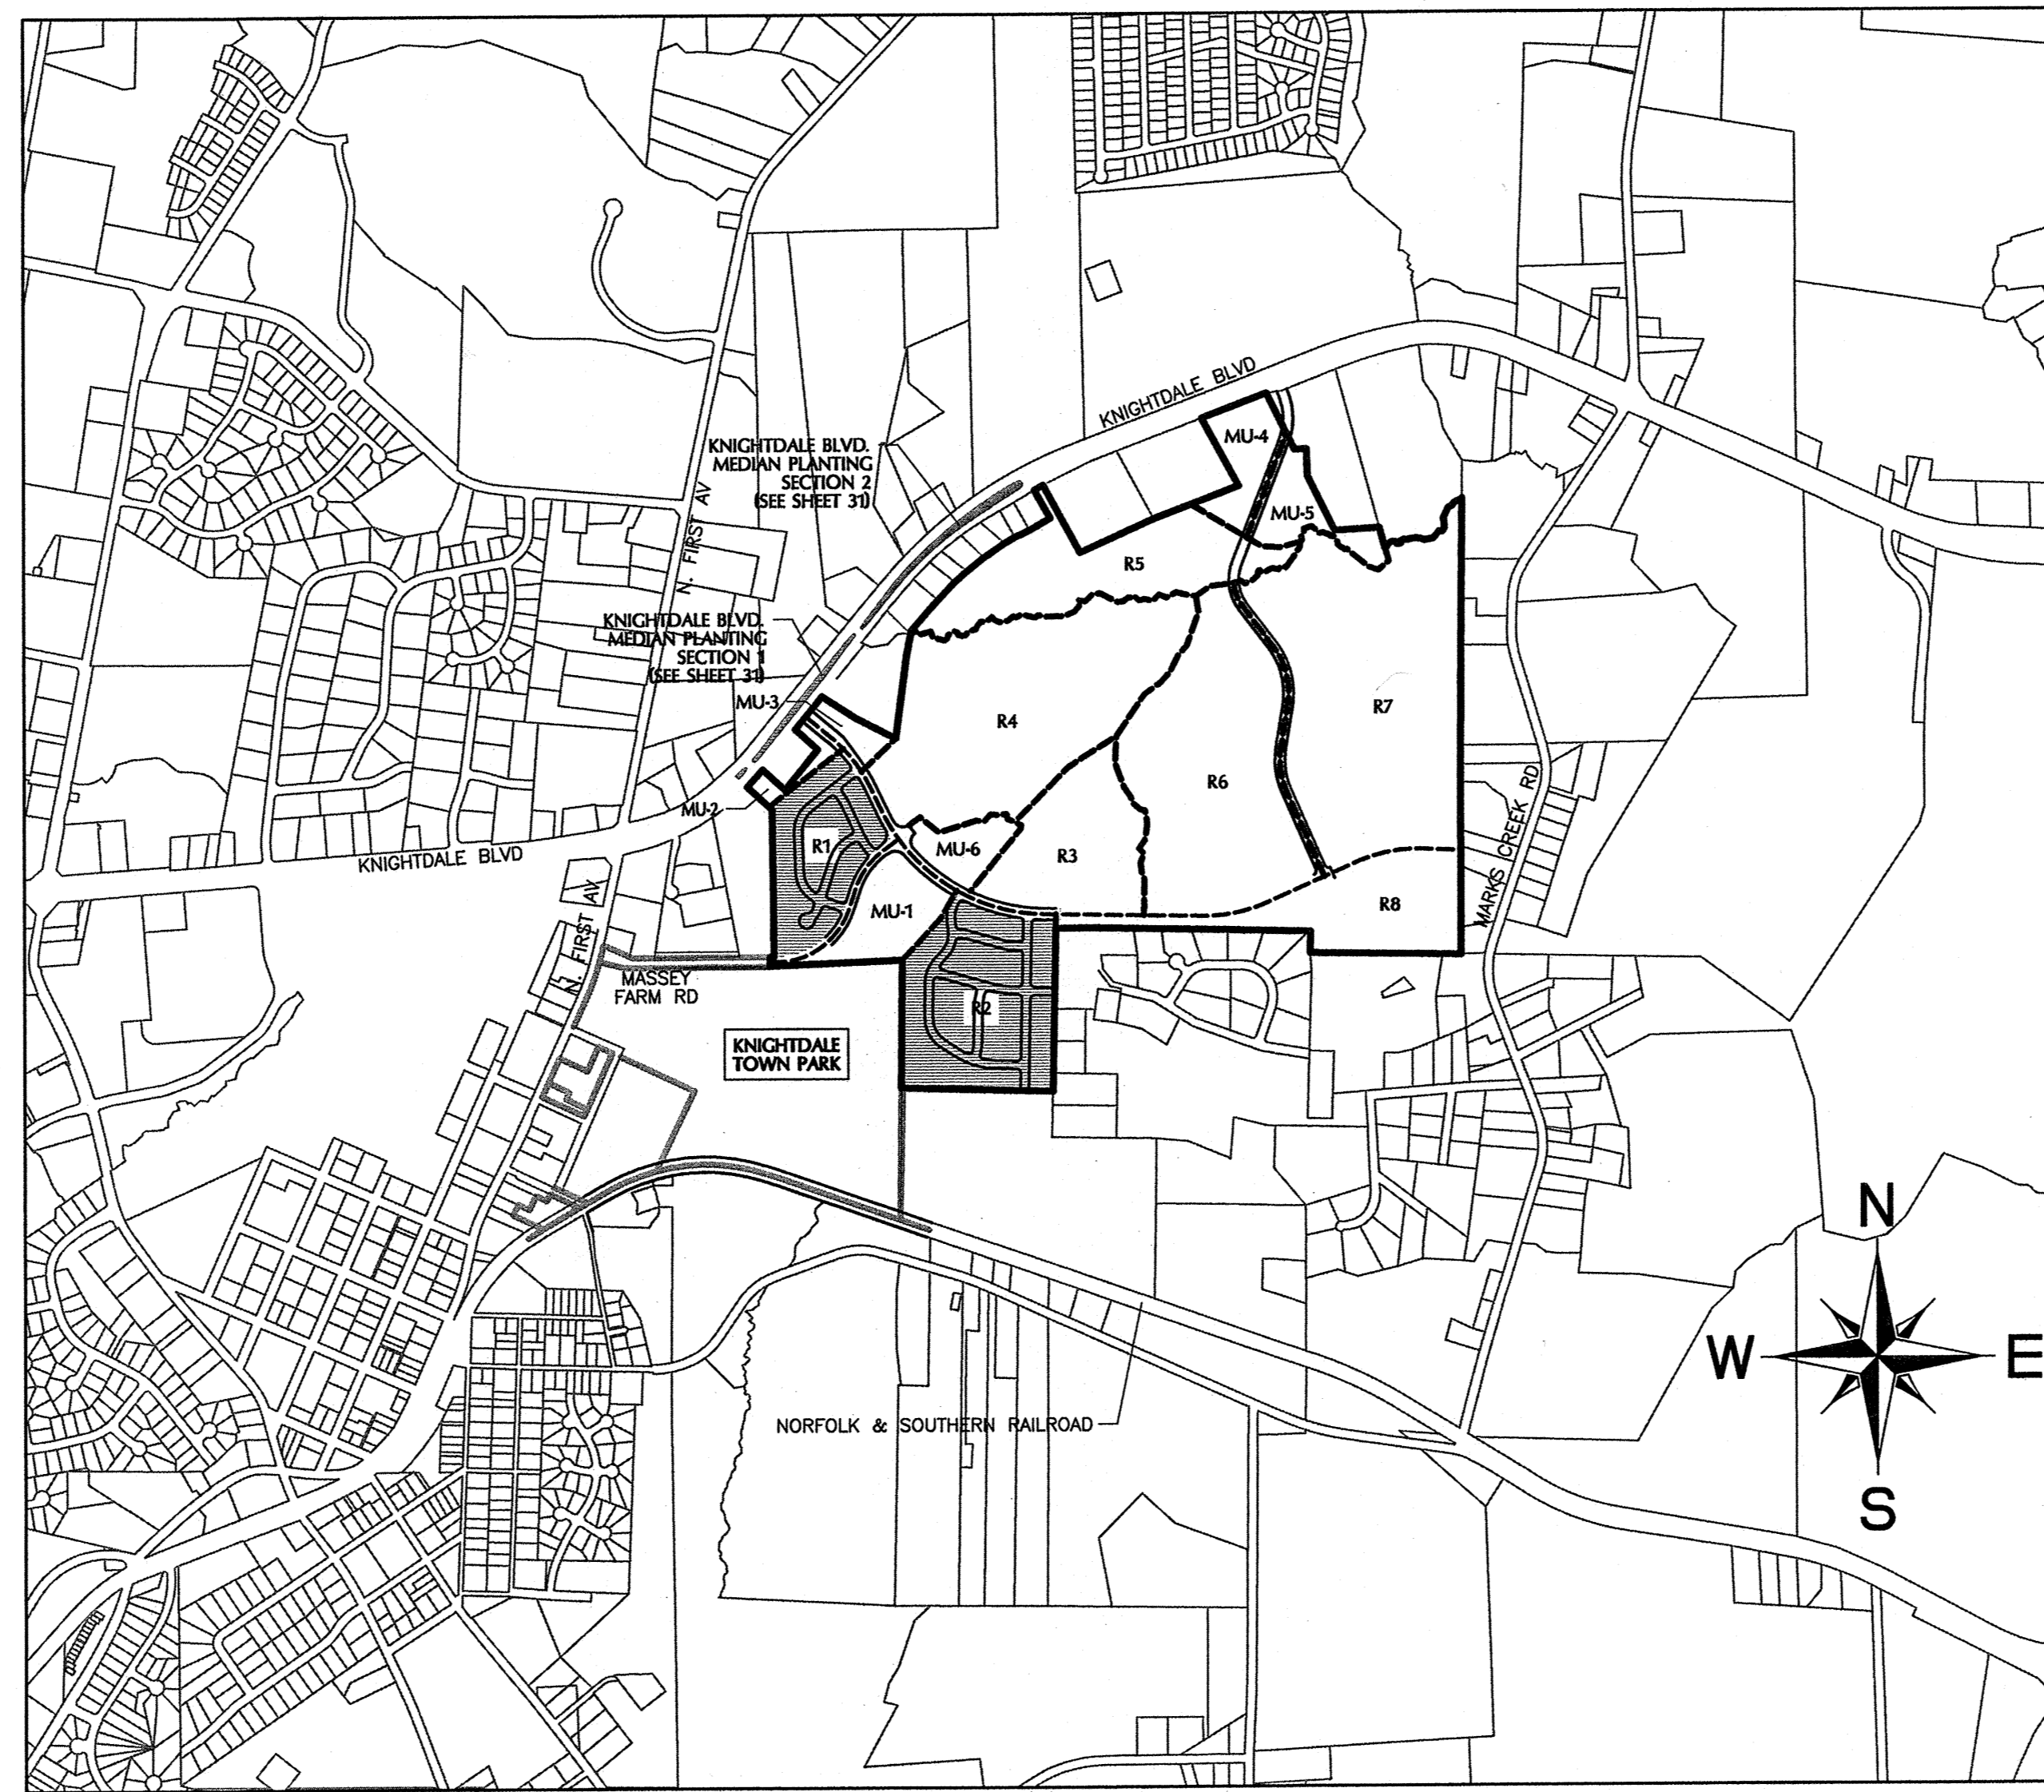 KNIGHTDALE BLVD
MU-4
KNIGHTDALE BLVD.
MEDIAN PLANTING
SECTION 2
(SEE SHEET 31)
N. FIRST AV
MU-5
R5
KNIGHTDALE BLVD.
MEDIAN PLANTING
SECTION 1
(SEE SHEET 31)
MU-3
R4
R7
R6
MU-2
R1
MU-6
R3
KNIGHTDALE BLVD
MARKS CREEK RD
MU-1
R8
N. FIRST AV
MASSEY
FARM RD
R2
KNIGHTDALE
TOWN PARK
N
W
E
S
NORFOLK & SOUTHERN RAILROAD